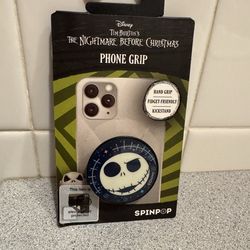 Disney
Tim Burton's
The Nightmare Before Christmas
PHONE GRIP
HAND GRIP
FIDGET FRIENDLY
KICKSTAND
SPINPOP